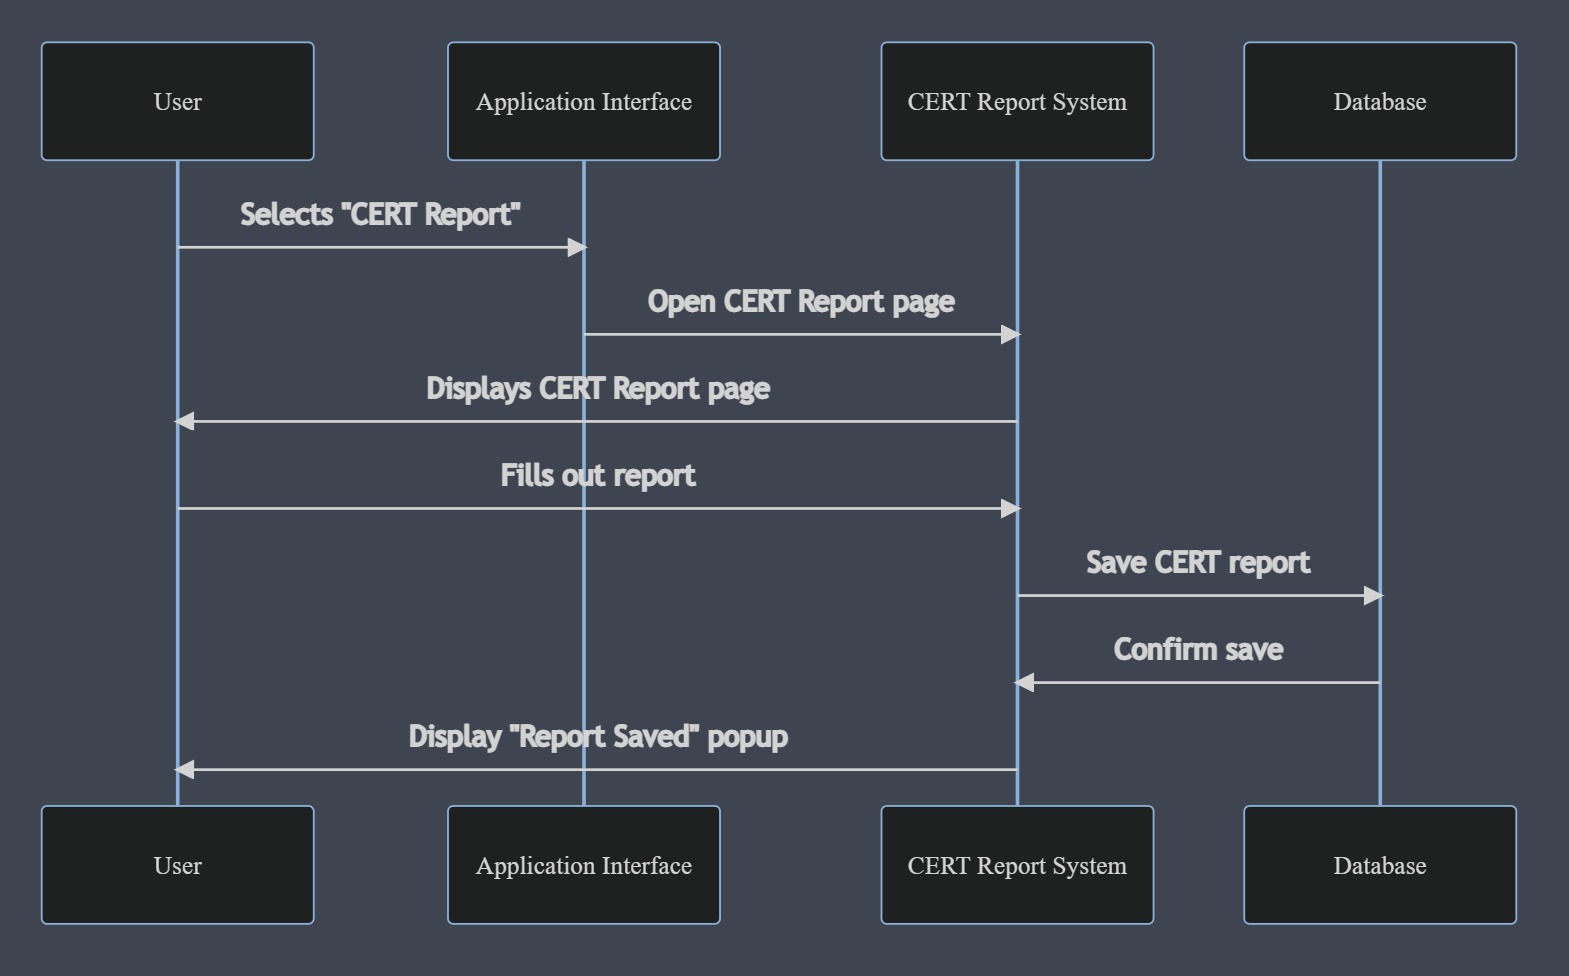 User
Application Interface
CERT Report System
Database
Selects "CERT Report"
Open CERT Report page
Displays CERT Report page
Fills out report
Save CERT report
Confirm save
Display "Report Saved" popup
User
Application Interface
CERT Report System
Database